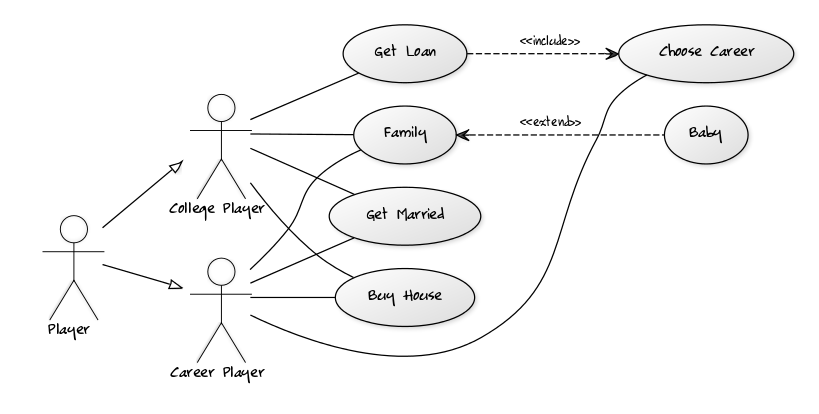 Get Loan
<<include>>
Choose Career
Family
<<extend>>
Baby
College Player
Get Married
Buy House
Player
Career Player